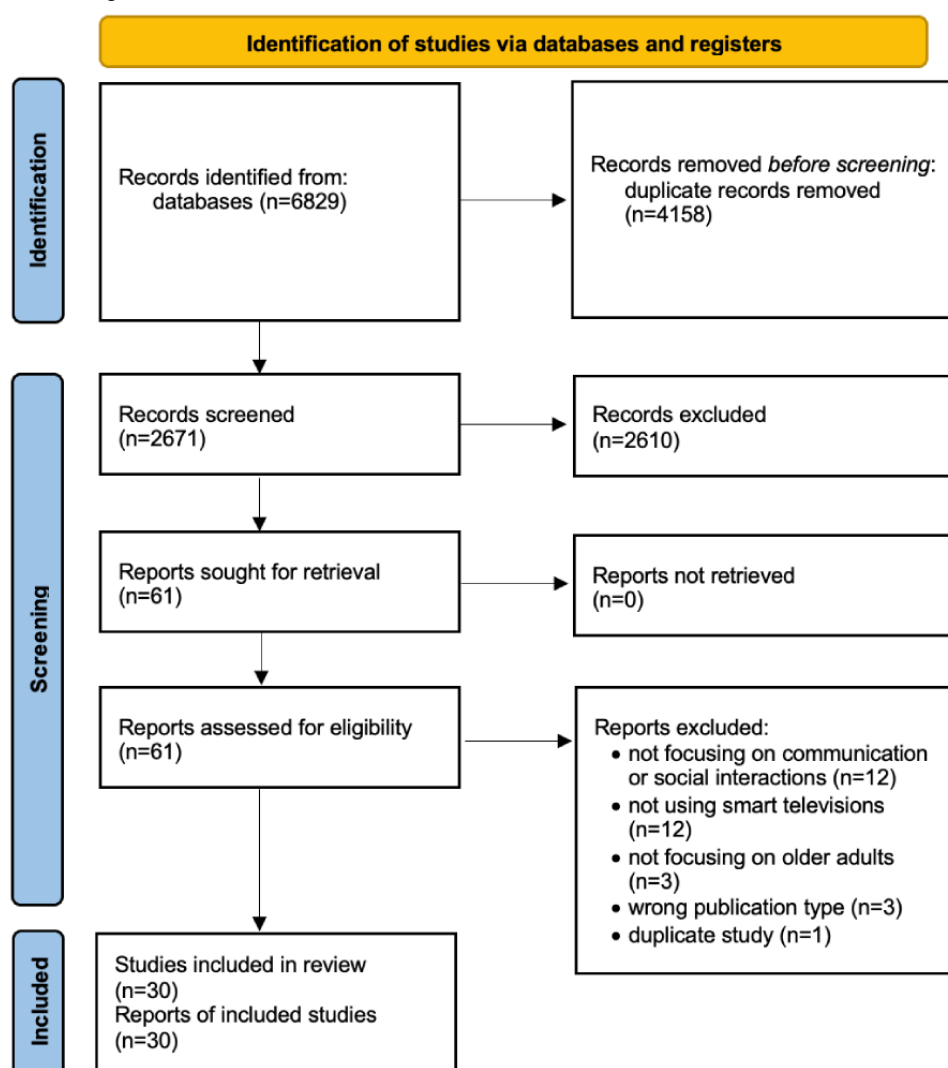 Identification of studies via databases and registers
Identification
Records identified from:
databases (n=6829)
Records removed before screening:
duplicate records removed
(n=4158)
Screening
Records screened
(n=2671)
Records excluded
(n=2610)
Reports sought for retrieval
(n=61)
Reports not retrieved
(n=0)
Reports assessed for eligibility
(n=61)
Reports excluded:
• not focusing on communication
or social interactions (n=12)
• not using smart televisions
(n=12)
• not focusing on older adults
(n=3)
• wrong publication type (n=3)
• duplicate study (n=1)
Included
Studies included in review
(n=30)
Reports of included studies
(n=30)